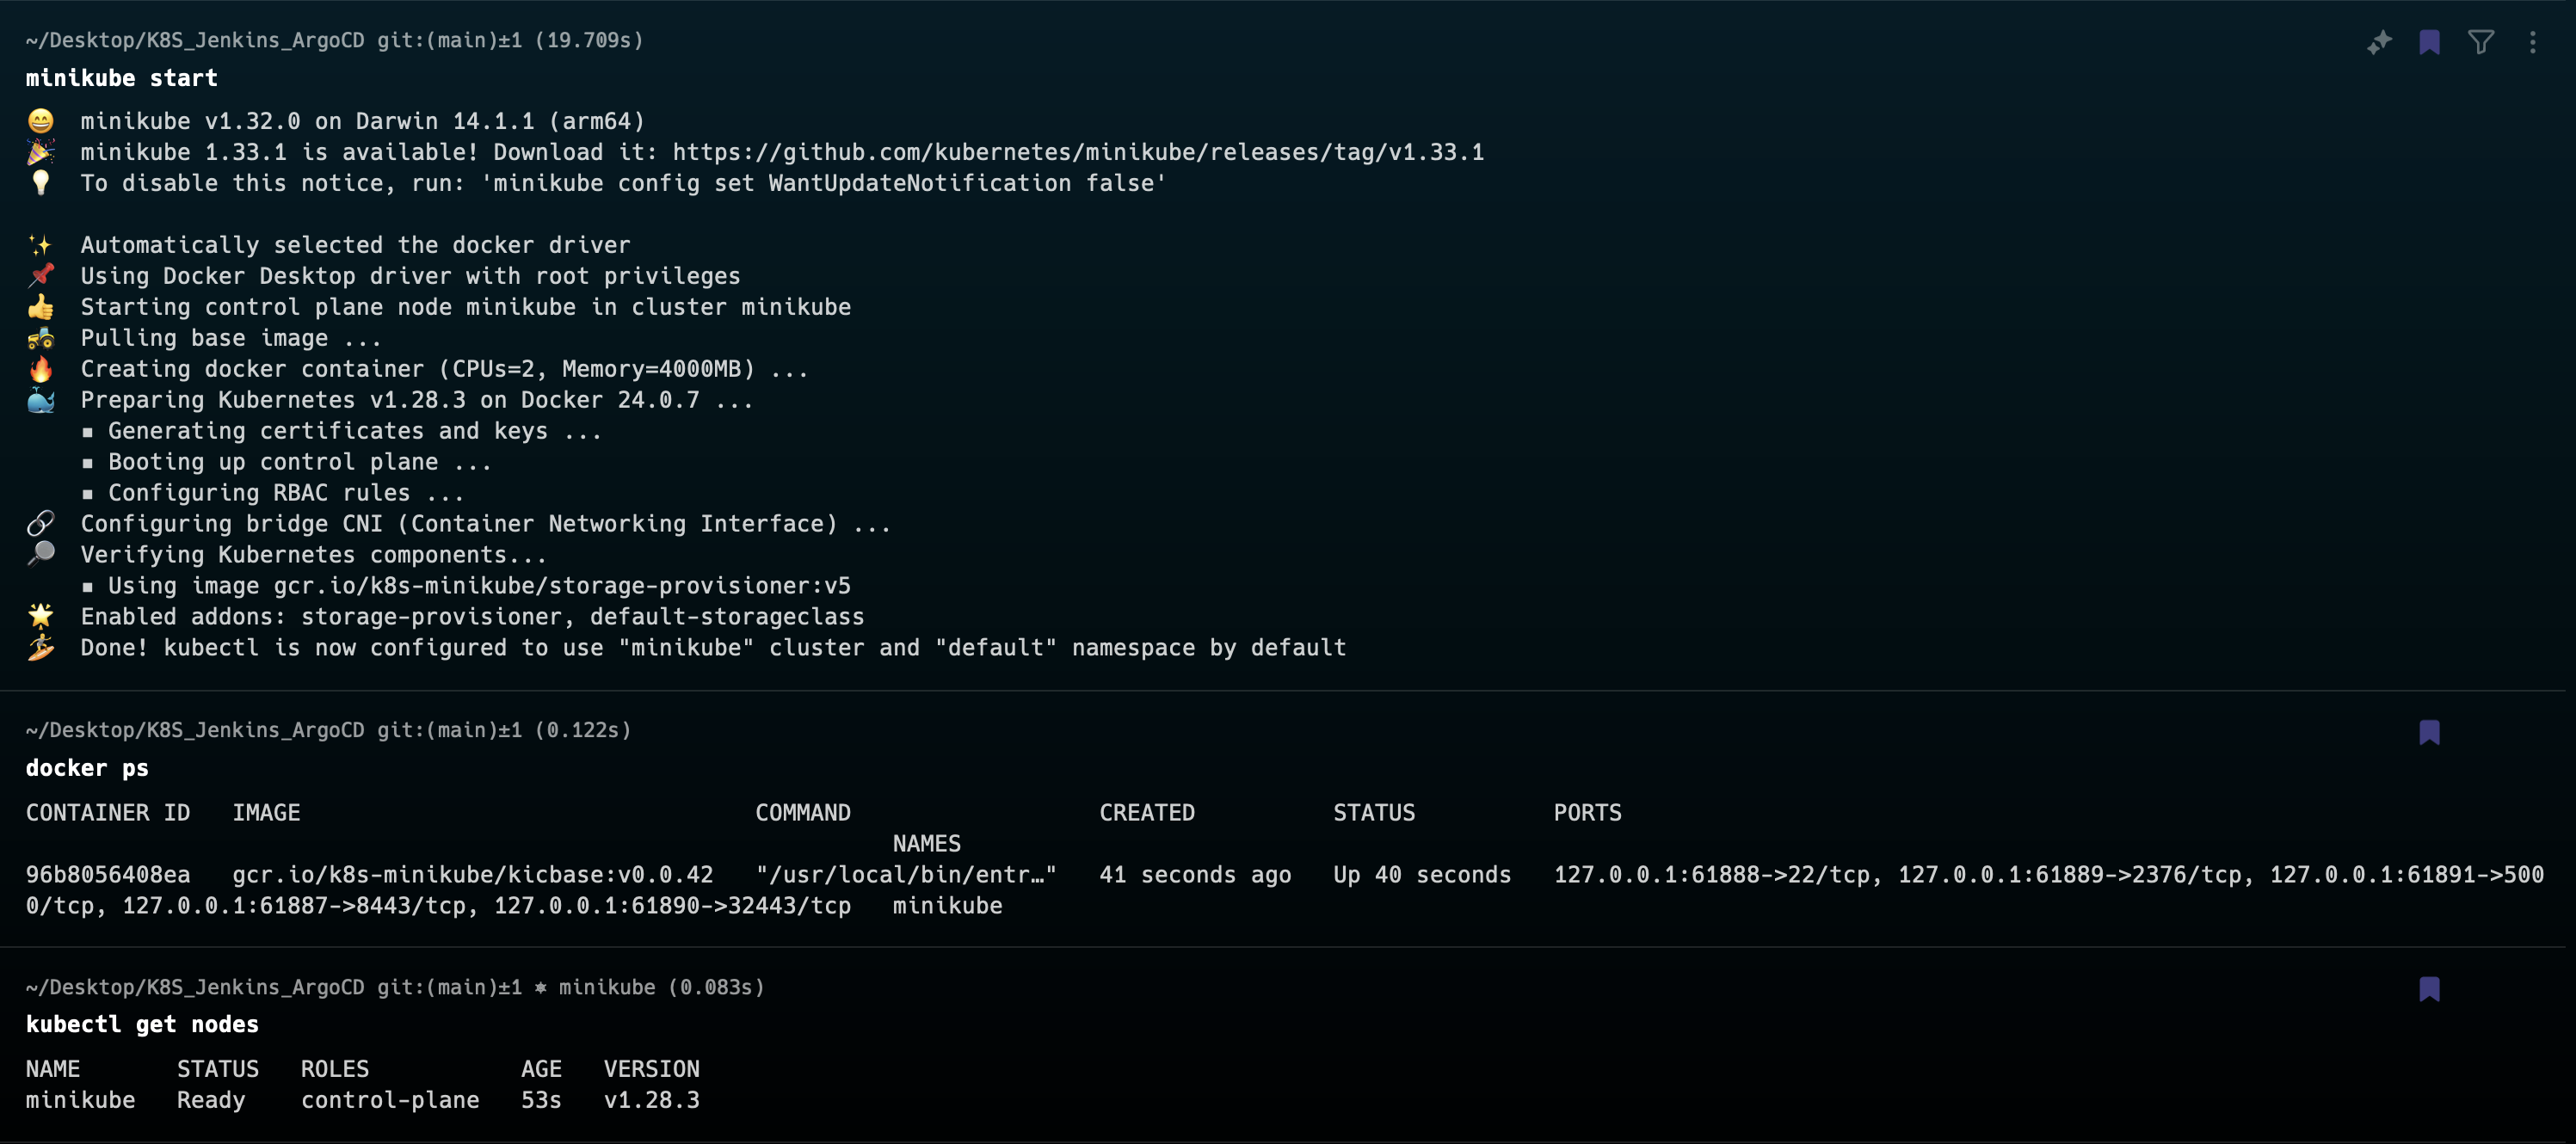 ~/Desktop/K8S_Jenkins_ArgoCD git:(main)±1 (19.709s)
minikube start
😄  minikube v1.32.0 on Darwin 14.1.1 (arm64)
🎉  minikube 1.33.1 is available! Download it: https://github.com/kubernetes/minikube/releases/tag/v1.33.1
💡  To disable this notice, run: 'minikube config set WantUpdateNotification false'
✨  Automatically selected the docker driver
📌  Using Docker Desktop driver with root privileges
👍  Starting control plane node minikube in cluster minikube
🚜  Pulling base image ...
🔥  Creating docker container (CPUs=2, Memory=4000MB) ...
🐳  Preparing Kubernetes v1.28.3 on Docker 24.0.7 ...
    ▪ Generating certificates and keys ...
    ▪ Booting up control plane ...
    ▪ Configuring RBAC rules ...
🔗  Configuring bridge CNI (Container Networking Interface) ...
🔎  Verifying Kubernetes components...
    ▪ Using image gcr.io/k8s-minikube/storage-provisioner:v5
🌟  Enabled addons: storage-provisioner, default-storageclass
🏄  Done! kubectl is now configured to use "minikube" cluster and "default" namespace by default
~/Desktop/K8S_Jenkins_ArgoCD git:(main)±1 (0.122s)
docker ps
CONTAINER ID   IMAGE                                 COMMAND                  CREATED          STATUS          PORTS
                                                               NAMES
96b8056408ea   gcr.io/k8s-minikube/kicbase:v0.0.42   "/usr/local/bin/entr…"   41 seconds ago   Up 40 seconds   127.0.0.1:61888->22/tcp, 127.0.0.1:61889->2376/tcp, 127.0.0.1:61891->500
0/tcp, 127.0.0.1:61887->8443/tcp, 127.0.0.1:61890->32443/tcp   minikube
~/Desktop/K8S_Jenkins_ArgoCD git:(main)±1 ⎈ minikube (0.083s)
kubectl get nodes
NAME       STATUS   ROLES           AGE   VERSION
minikube   Ready    control-plane   53s   v1.28.3